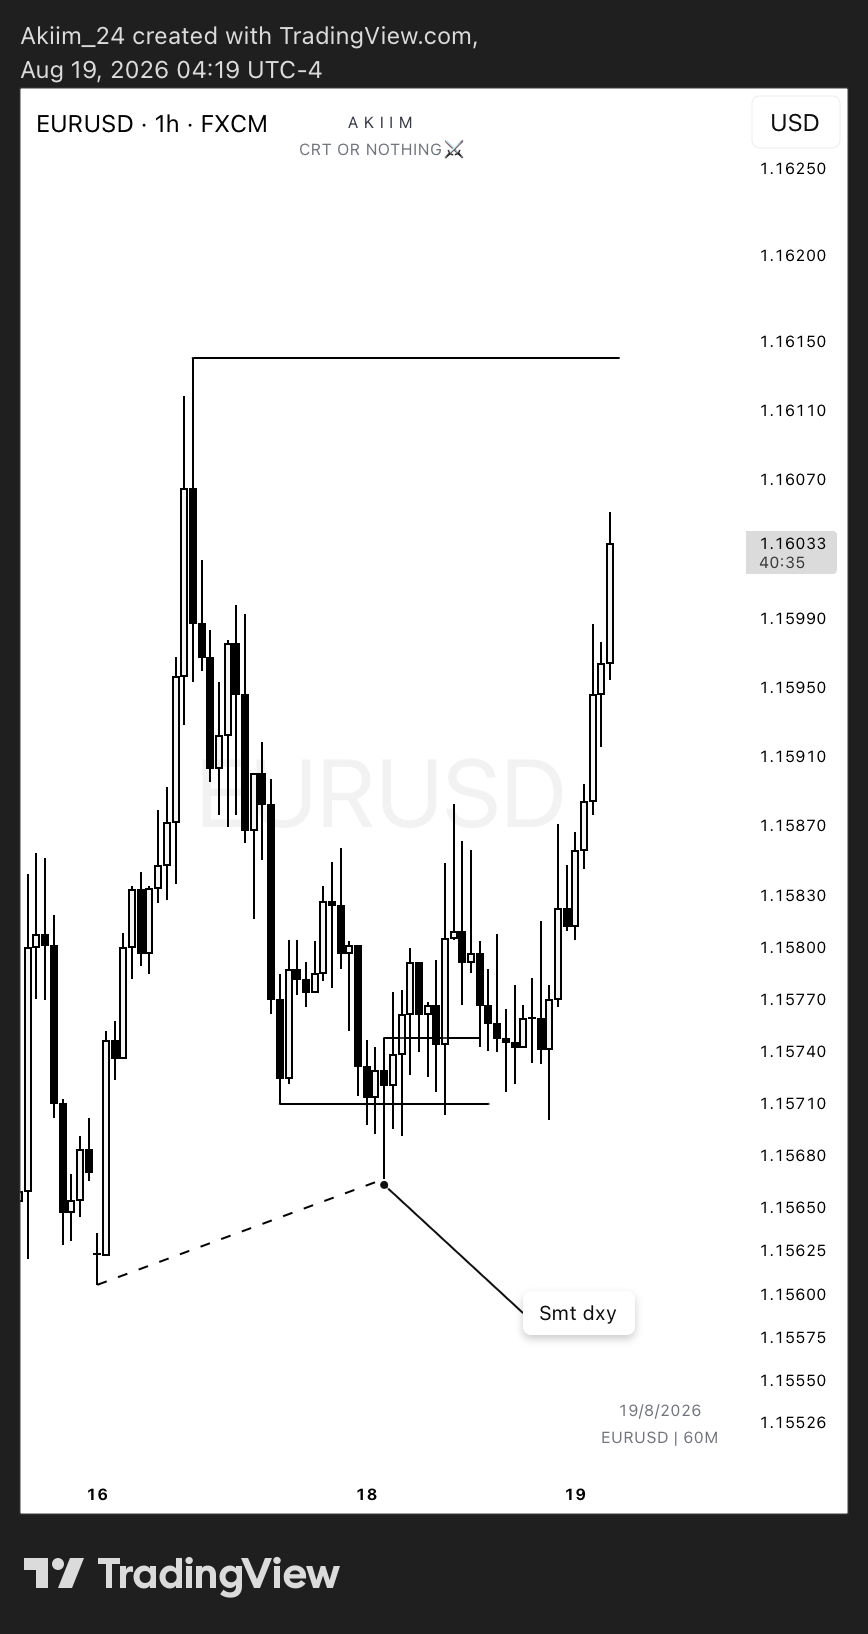 Akiim_24 created with TradingView.com,
Aug 19, 2026 04:19 UTC-4
EURUSD · 1h · FXCM
AKIIM
CRT OR NOTHING⚔
USD
1.16250
1.16200
1.16150
1.16110
1.16070
1.16033
40:35
1.15990
1.15950
1.15910
EURUSD
1.15870
1.15830
1.15800
1.15770
1.15740
1.15710
1.15680
1.15650
1.15625
1.15600
Smt dxy
1.15575
1.15550
19/8/2026
1.15526
EURUSD | 60M
16 18 19
TradingView